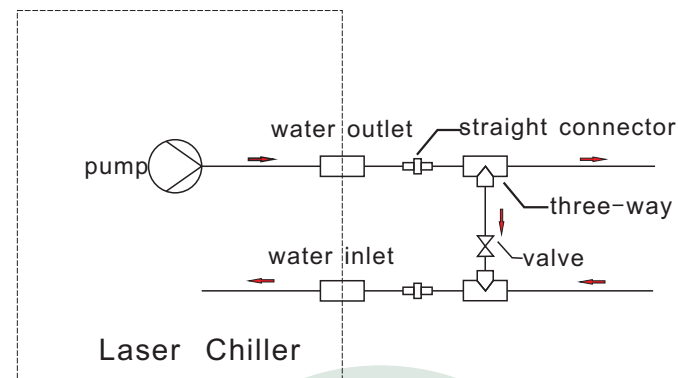 water outlet
straight connector
pump
three-way
water inlet
valve
Laser Chiller